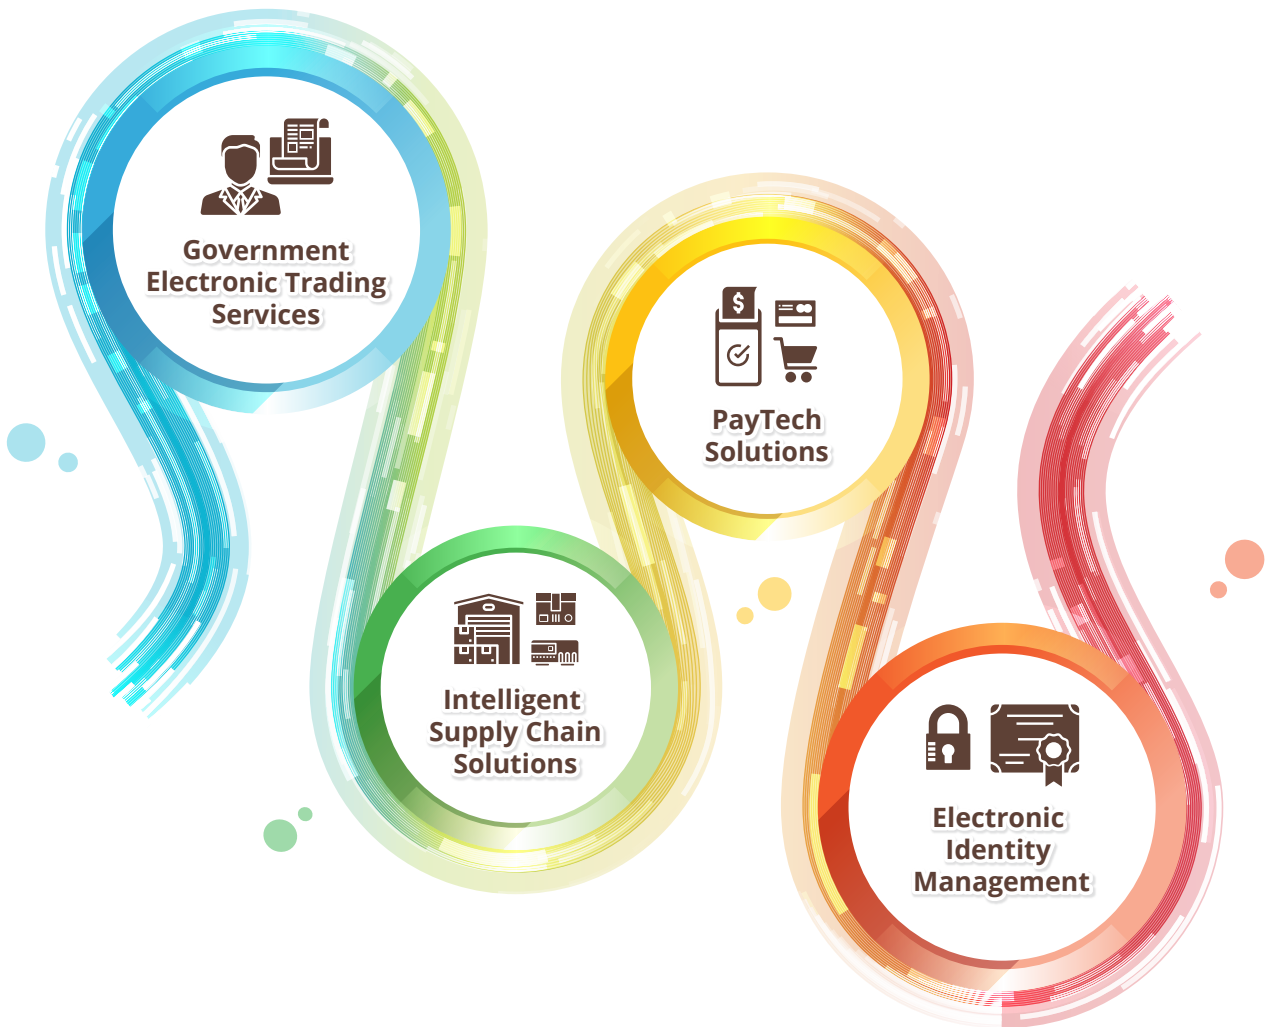 Government
Electronic Trading
Services
$
PayTech
Solutions
Intelligent
Supply Chain
Solutions
Electronic
Identity
Management